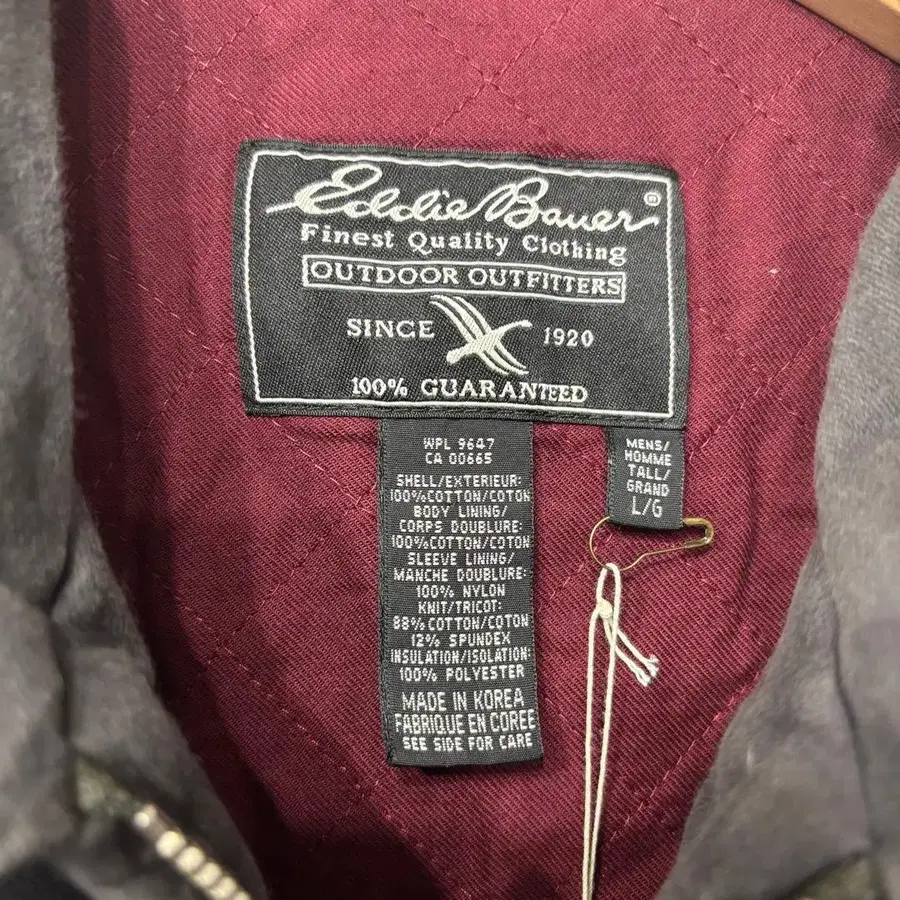 Eddie Bauer ®
Finest Quality Clothing
OUTDOOR OUTFITTERS
SINCE 1920
100% GUARANTEED
WPL 9647
CA 00665
SHELL/EXTERIEUR:
100%COTTON/COTON
BODY LINING/
CORPS DOUBLURE:
100%COTTON/COTON
SLEEVE LINING/
MANCHE DOUBLURE:
100% NYLON
KNIT/TRICOT:
88%COTTON/COTON
12% SPUNDEX
INSULATION/ISOLATION:
100% POLYESTER
MADE IN KOREA
FABRIQUE EN COREE
SEE SIDE FOR CARE
MENS/
HOMME
TALL/
GRAND
L/G